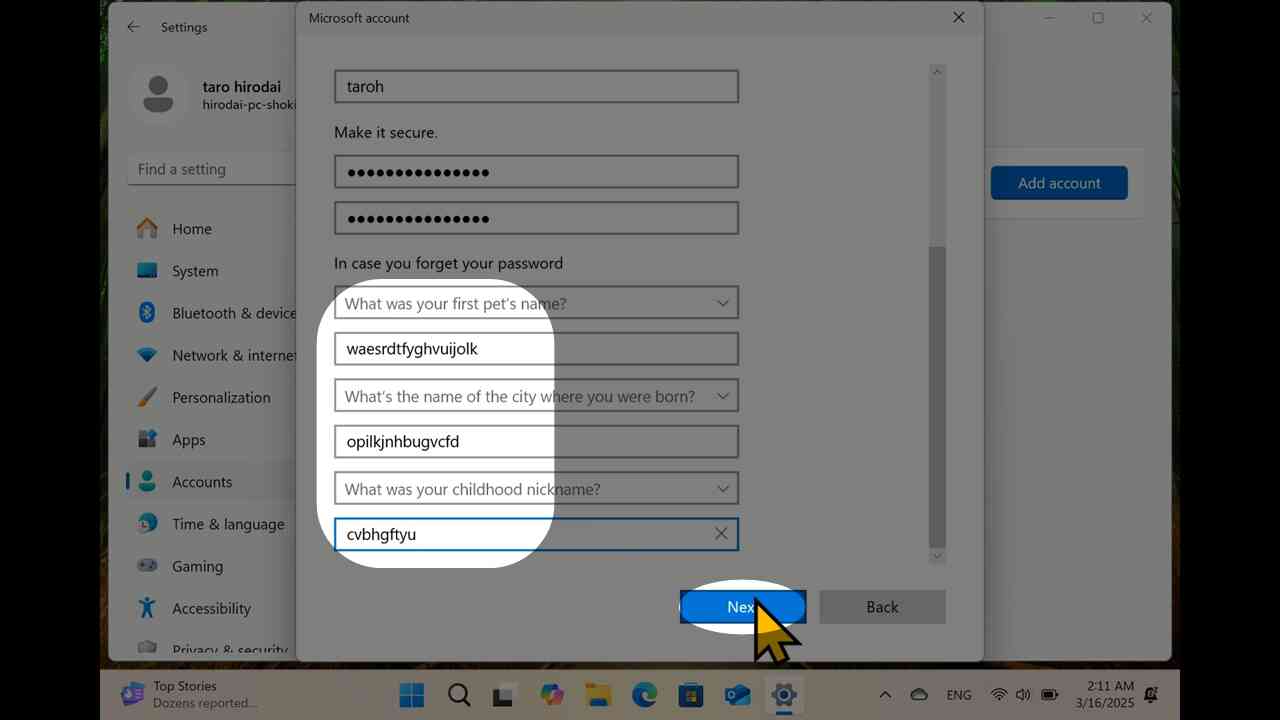 Settings
Microsoft account
taro hirodai
hirodai-pc-shoki
Find a setting
Home
System
Bluetooth & device
Network & internet
Personalization
Apps
Accounts
Time & language
Gaming
Accessibility
Privacy & security
taroh
Make it secure.
●●●●●●●●●●●●●●●
●●●●●●●●●●●●●●●
In case you forget your password
What was your first pet's name?
waesrdtfyghvuijolk
What's the name of the city where you were born?
opilkjnhbugvcfd
What was your childhood nickname?
cvbhgftyu
Nex
Back
Add account
Top Stories
Dozens reported...
ENG
2:11 AM
3/16/2025